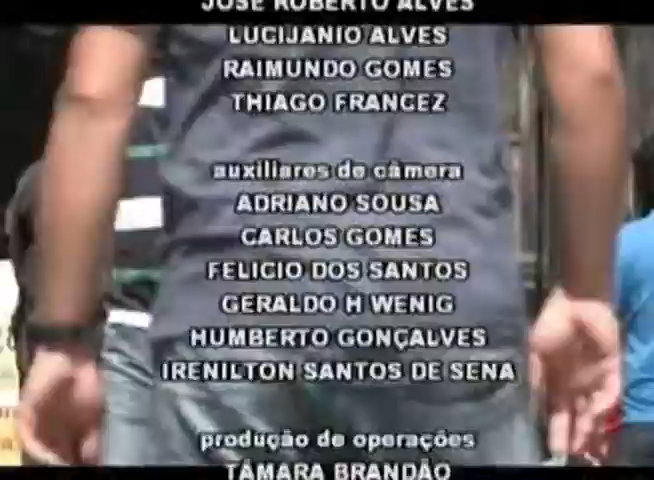 JOSÉ ROBERTO ALVES
LUCIJANIO ALVES
RAIMUNDO GOMES
THIAGO FRANCEZ
auxiliares de câmera
ADRIANO SOUSA
CARLOS GOMES
FELICIO DOS SANTOS
GERALDO H WENIG
HUMBERTO GONÇALVES
IRENILTON SANTOS DE SENA
produção de operações
TÂMARA BRANDÃO